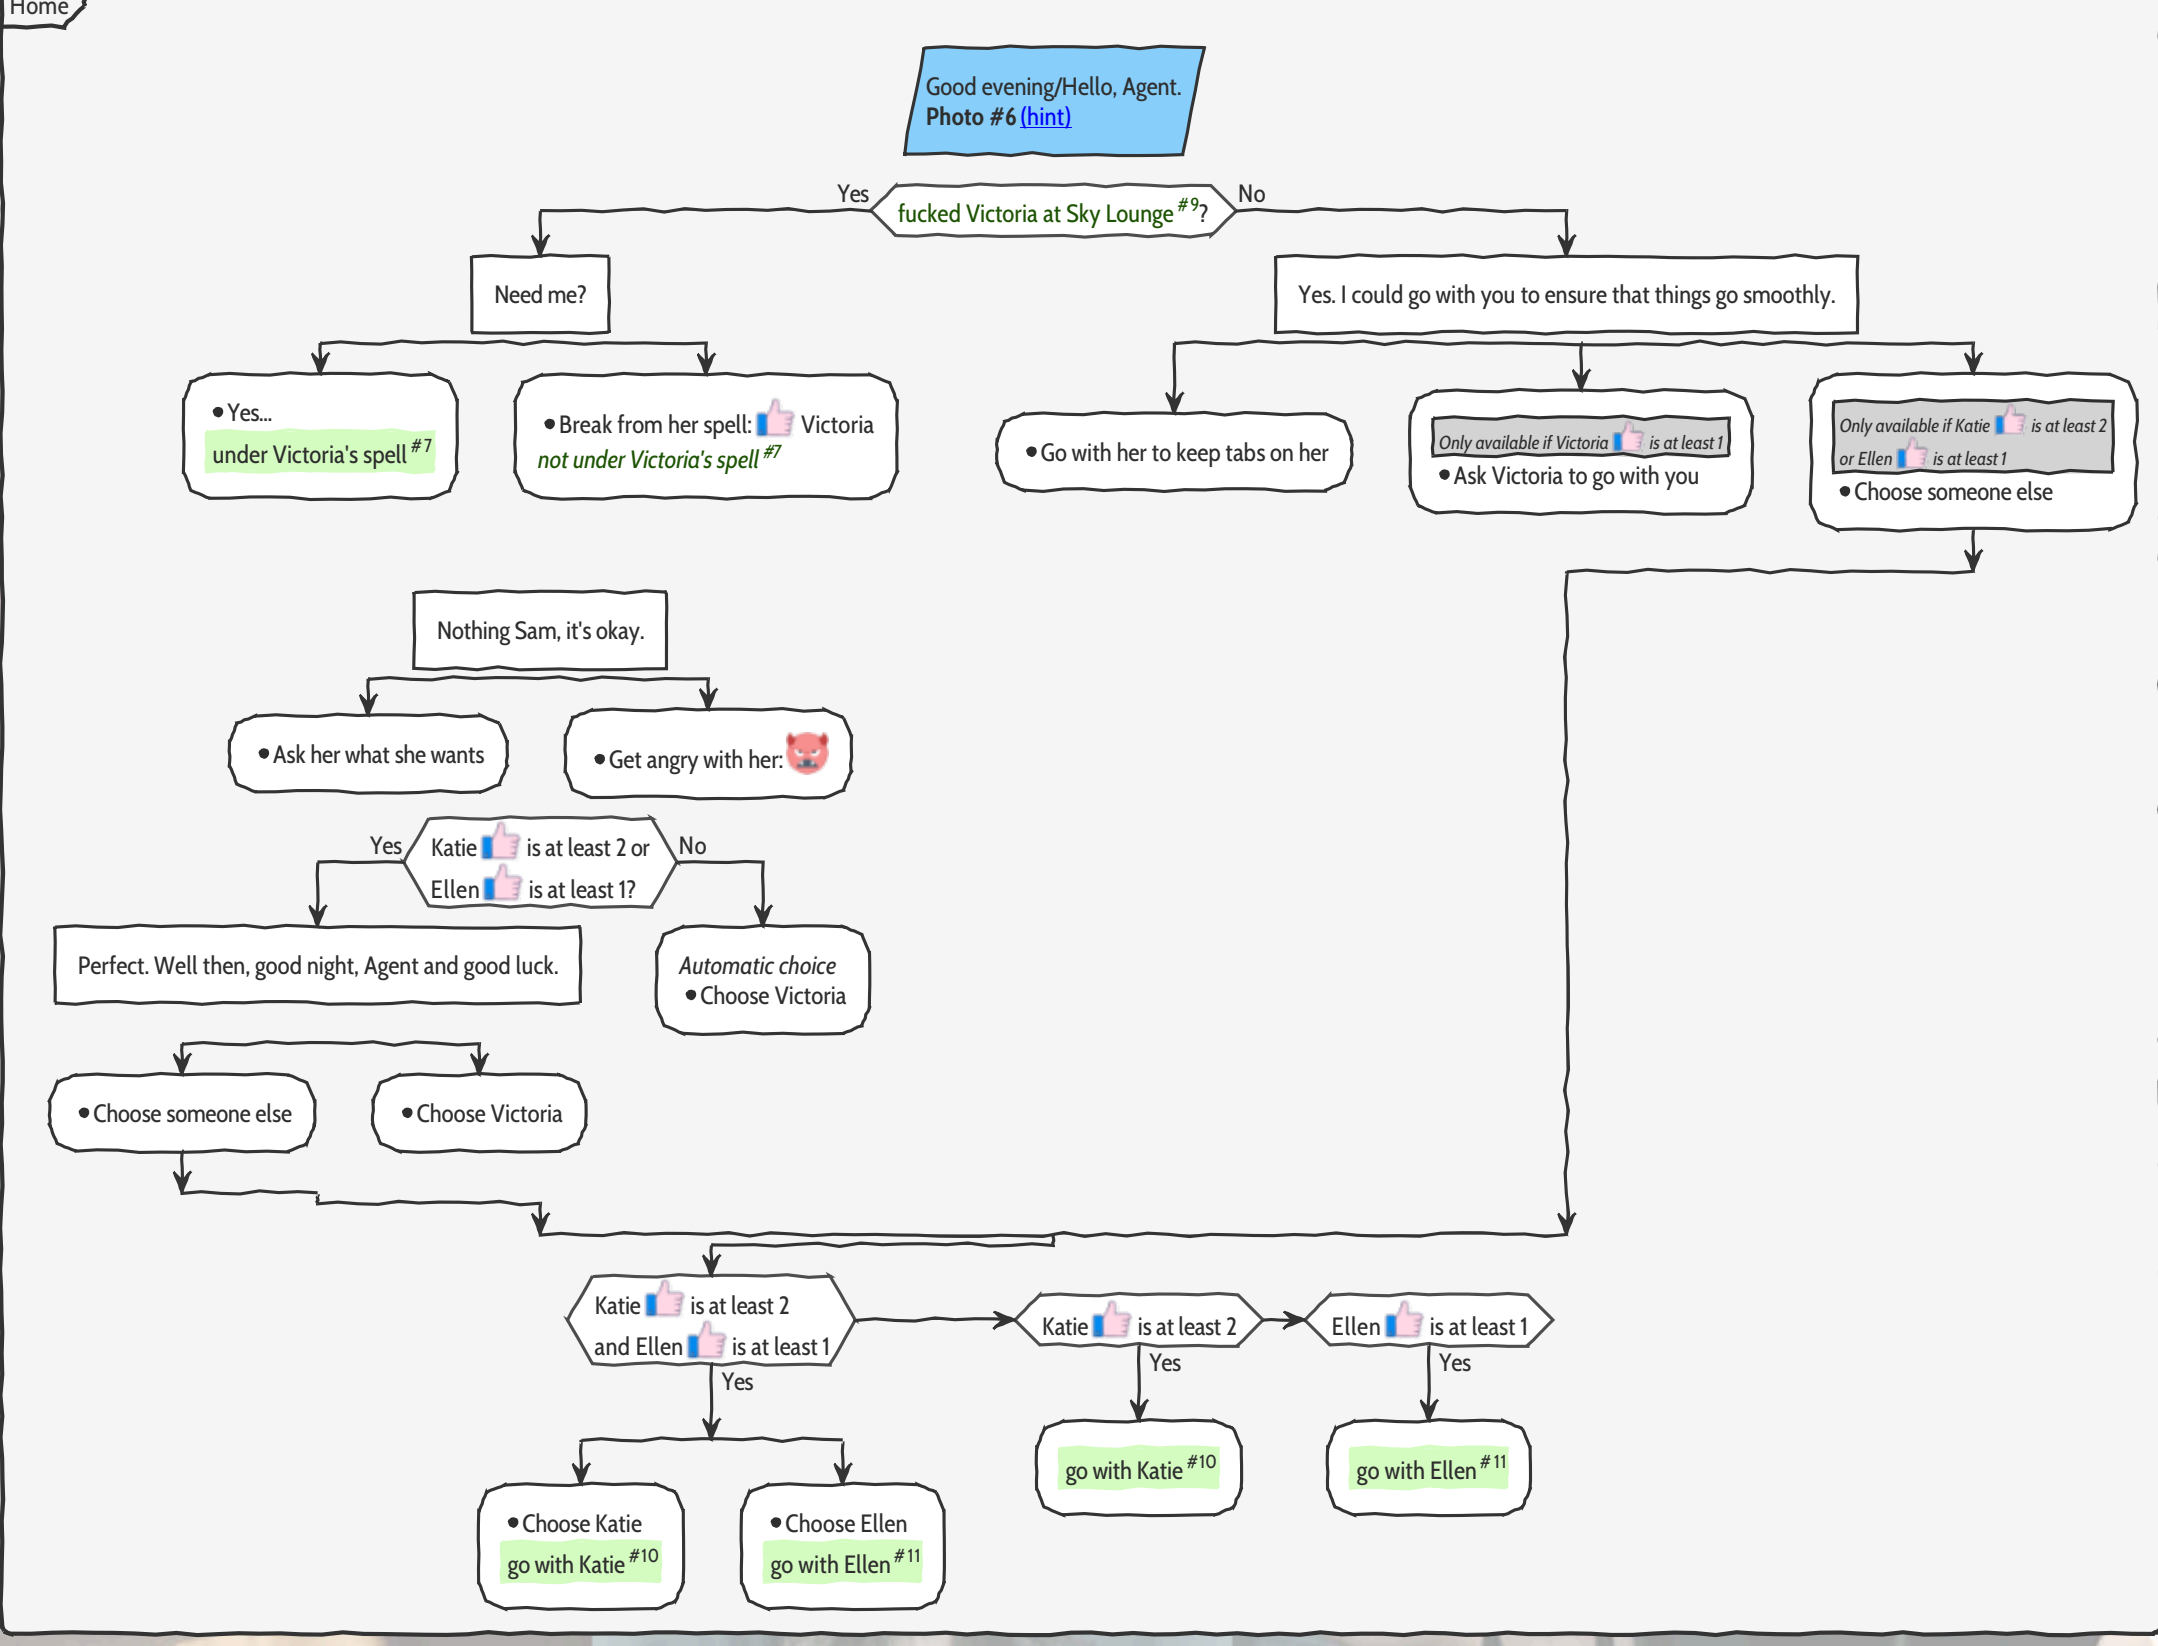 Home
Good evening/Hello, Agent.
Photo #6 (hint)
Yes
fucked Victoria at Sky Lounge #9?
No
Need me?
Yes. I could go with you to ensure that things go smoothly.
• Yes...
under Victoria's spell #7
• Break from her spell: Victoria
not under Victoria's spell #7
• Go with her to keep tabs on her
Only available if Victoria is at least 1
• Ask Victoria to go with you
Only available if Katie is at least 2
or Ellen is at least 1
• Choose someone else
Nothing Sam, it's okay.
• Ask her what she wants
• Get angry with her:
Yes
Katie is at least 2 or
Ellen is at least 1?
No
Perfect. Well then, good night, Agent and good luck.
Automatic choice
• Choose Victoria
• Choose someone else
• Choose Victoria
Katie is at least 2
and Ellen is at least 1
Katie is at least 2
Ellen is at least 1
Yes
Yes
Yes
• Choose Katie
go with Katie #10
• Choose Ellen
go with Ellen #11
go with Katie #10
go with Ellen #11